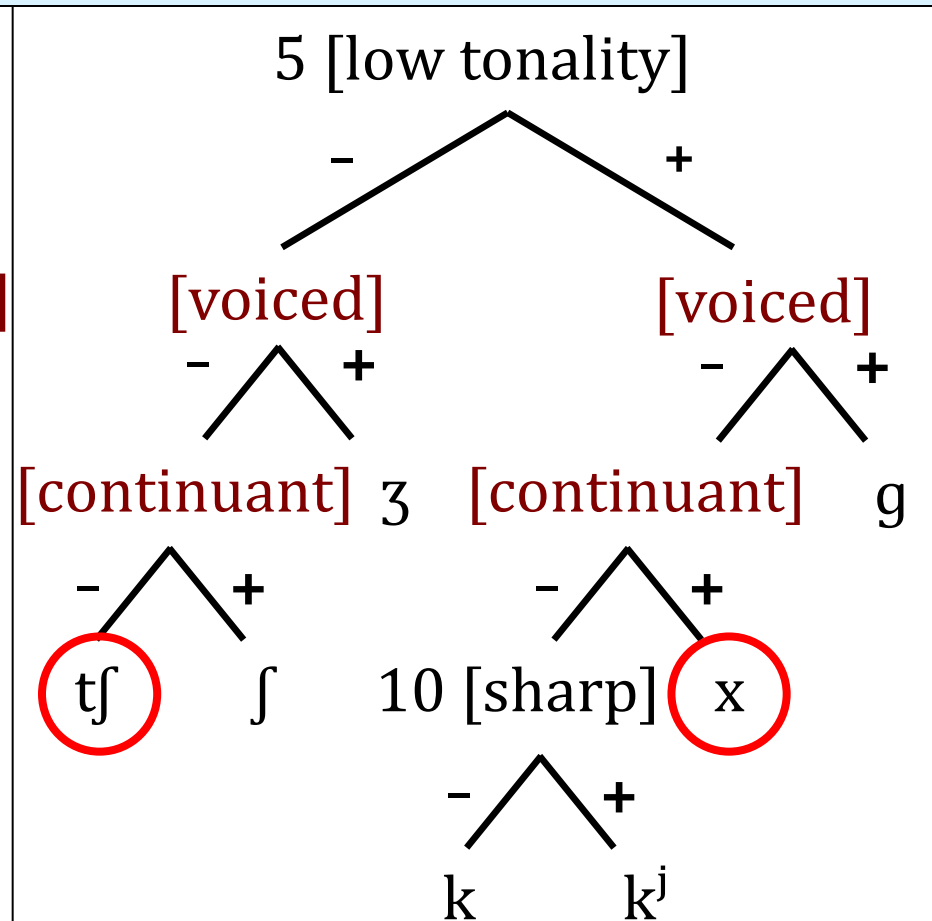 5 [low tonality]
– +
[voiced] [voiced]
– + – +
[continuant] ʒ [continuant] g
– + – +
tʃ ʃ 10 [sharp] x
– +
k kʲ